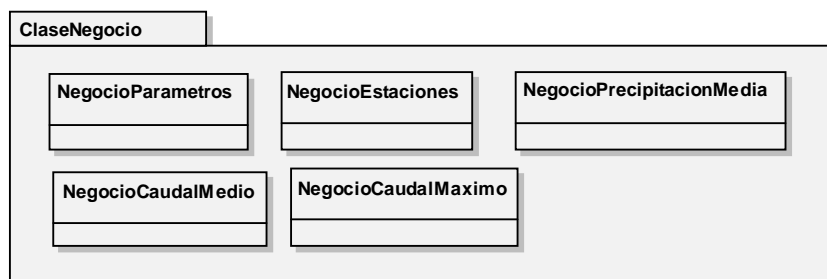 ClaseNegocio
NegocioParametros
NegocioEstaciones
NegocioPrecipitacionMedia
NegocioCaudalMedio
NegocioCaudalMaximo